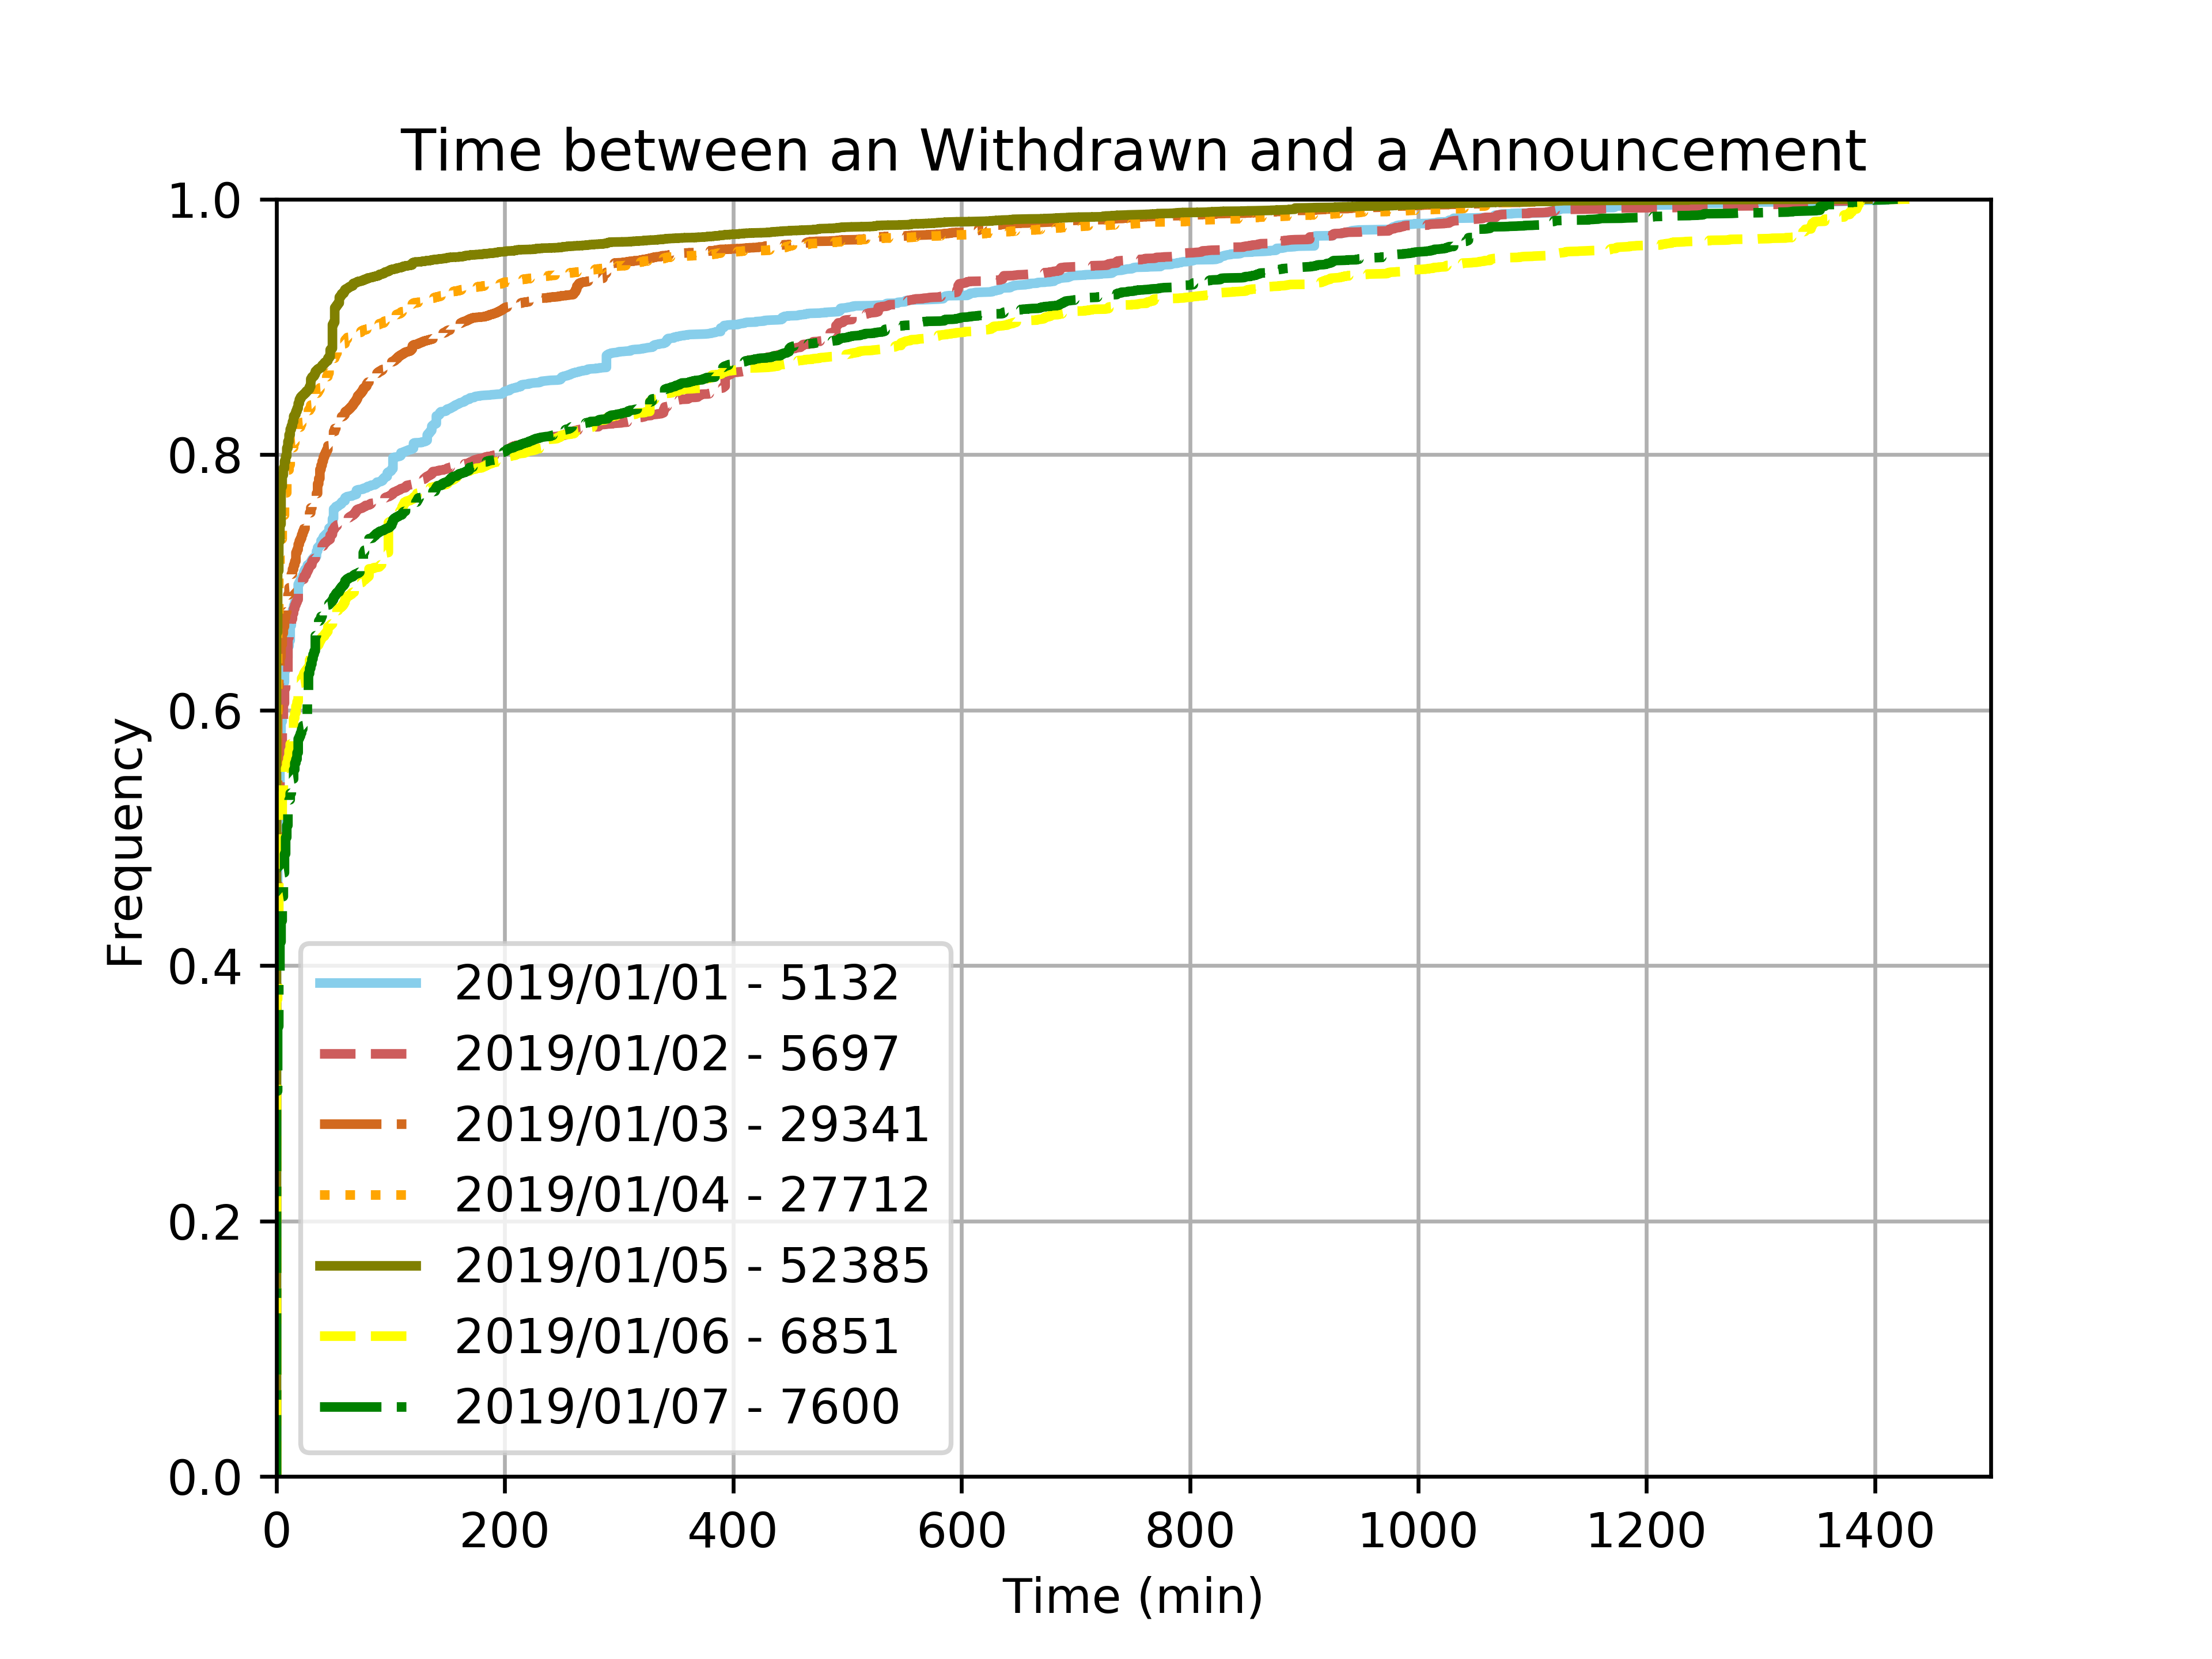 Time between an Withdrawn and a Announcement
1.0
0.8
0.6
0.4
0.2
0.0
Frequency
2019/01/01 - 5132
2019/01/02 - 5697
2019/01/03 - 29341
2019/01/04 - 27712
2019/01/05 - 52385
2019/01/06 - 6851
2019/01/07 - 7600
0 200 400 600 800 1000 1200 1400
Time (min)